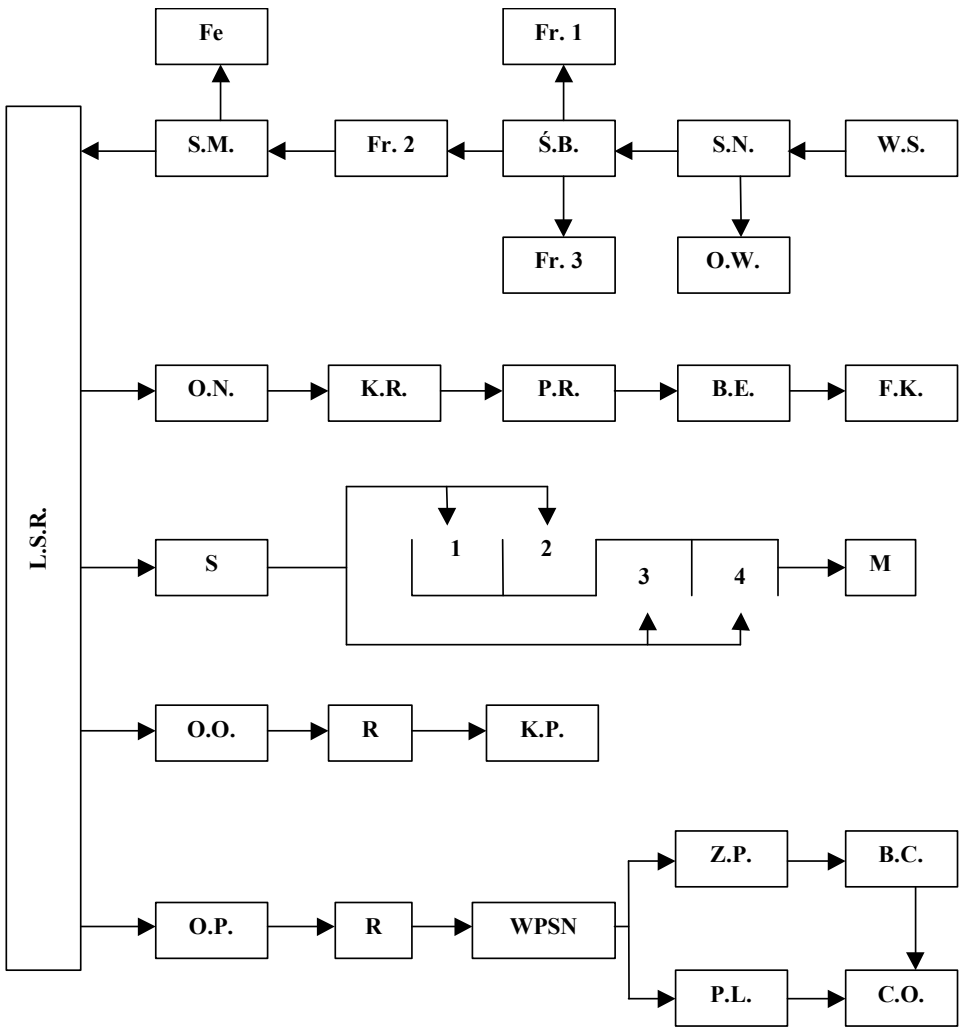 Fe
Fr. 1
S.M.
Fr. 2
Ś.B.
S.N.
W.S.
Fr. 3
O.W.
L.S.R.
O.N.
K.R.
P.R.
B.E.
F.K.
S
1
2
3
4
M
O.O.
R
K.P.
Z.P.
B.C.
O.P.
R
WPSN
P.L.
C.O.